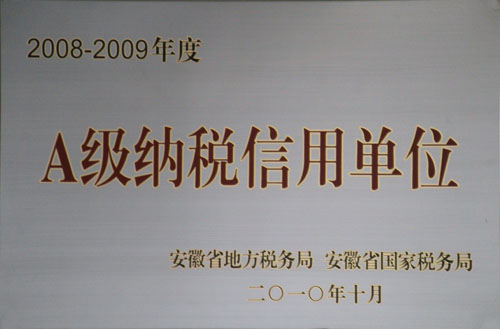 2008-2009年度
A级纳税信用单位
安徽省地方税务局 安徽省国家税务局
二〇一〇年十月